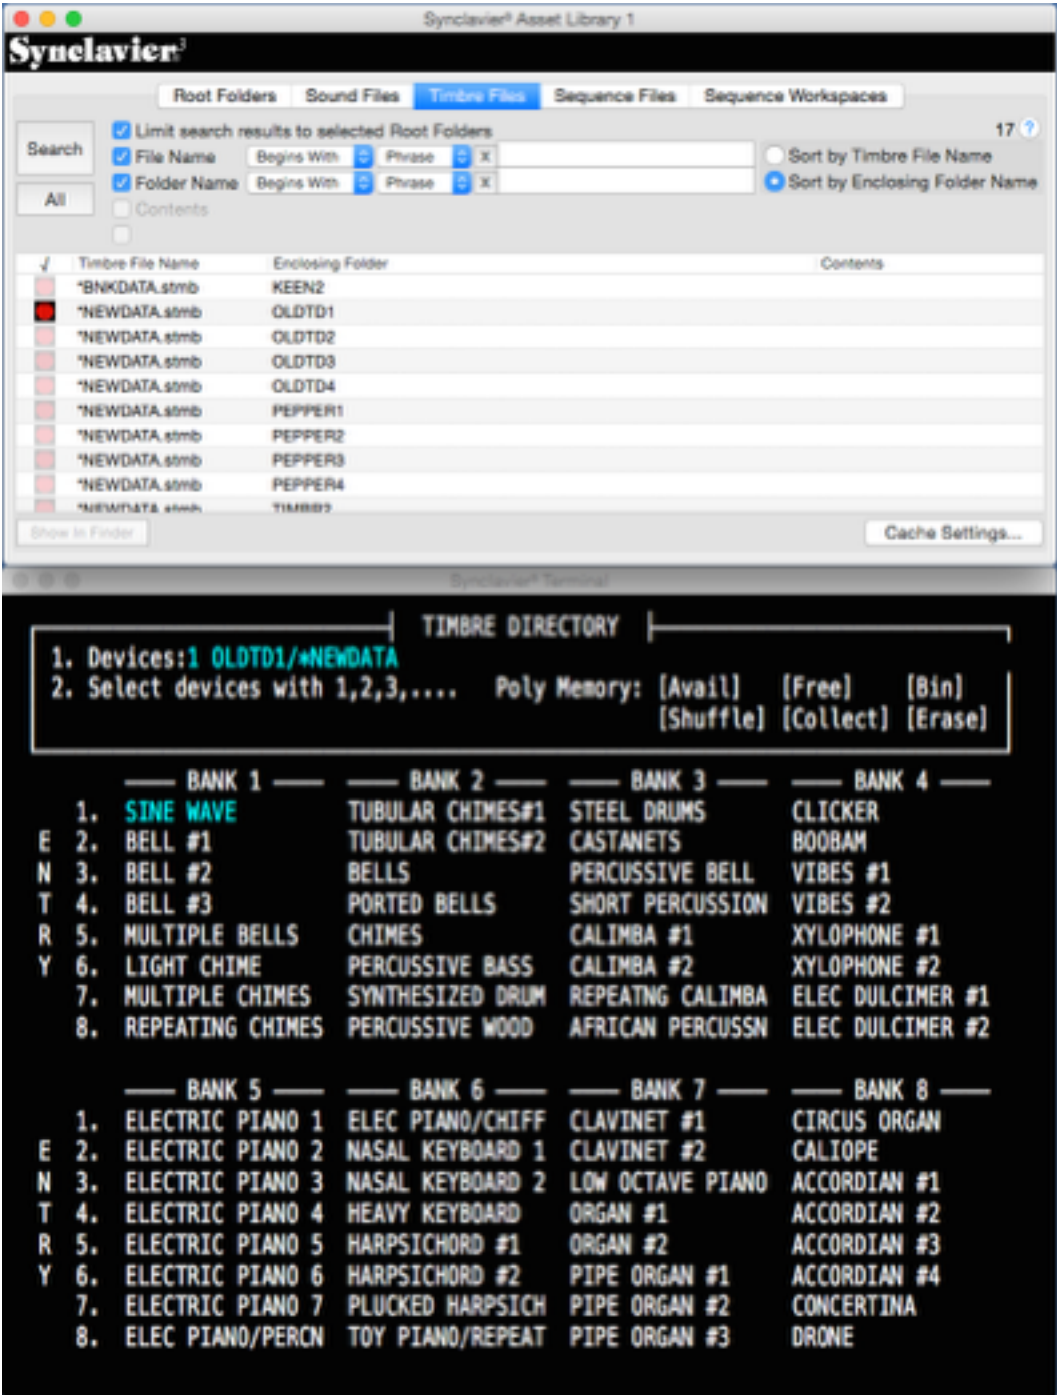 Synclavier® Asset Library 1
Synclavier3
Root Folders Sound Files Timbre Files Sequence Files Sequence Workspaces
Search
Limit search results to selected Root Folders
17 ?
File Name Begins With Phrase X
Sort by Timbre File Name
Folder Name Begins With Phrase X
Sort by Enclosing Folder Name
All
Contents
√ Timbre File Name Enclosing Folder Contents
*BNKDATA.stmb KEEN2
*NEWDATA.stmb OLDTD1
*NEWDATA.stmb OLDTD2
*NEWDATA.stmb OLDTD3
*NEWDATA.stmb OLDTD4
*NEWDATA.stmb PEPPER1
*NEWDATA.stmb PEPPER2
*NEWDATA.stmb PEPPER3
*NEWDATA.stmb PEPPER4
*NEWDATA.stmb TIMBR2
Show In Finder Cache Settings...
Synclavier® Terminal
TIMBRE DIRECTORY
1. Devices:1 OLDTD1/*NEWDATA
2. Select devices with 1,2,3,.... Poly Memory: [Avail] [Free] [Bin]
[Shuffle] [Collect] [Erase]
BANK 1 BANK 2 BANK 3 BANK 4
1. SINE WAVE TUBULAR CHIMES#1 STEEL DRUMS CLICKER
E 2. BELL #1 TUBULAR CHIMES#2 CASTANETS BOOBAM
N 3. BELL #2 BELLS PERCUSSIVE BELL VIBES #1
T 4. BELL #3 PORTED BELLS SHORT PERCUSSION VIBES #2
R 5. MULTIPLE BELLS CHIMES CALIMBA #1 XYLOPHONE #1
Y 6. LIGHT CHIME PERCUSSIVE BASS CALIMBA #2 XYLOPHONE #2
7. MULTIPLE CHIMES SYNTHESIZED DRUM REPEATNG CALIMBA ELEC DULCIMER #1
8. REPEATING CHIMES PERCUSSIVE WOOD AFRICAN PERCUSSN ELEC DULCIMER #2
BANK 5 BANK 6 BANK 7 BANK 8
1. ELECTRIC PIANO 1 ELEC PIANO/CHIFF CLAVINET #1 CIRCUS ORGAN
E 2. ELECTRIC PIANO 2 NASAL KEYBOARD 1 CLAVINET #2 CALIOPE
N 3. ELECTRIC PIANO 3 NASAL KEYBOARD 2 LOW OCTAVE PIANO ACCORDIAN #1
T 4. ELECTRIC PIANO 4 HEAVY KEYBOARD ORGAN #1 ACCORDIAN #2
R 5. ELECTRIC PIANO 5 HARPSICHORD #1 ORGAN #2 ACCORDIAN #3
Y 6. ELECTRIC PIANO 6 HARPSICHORD #2 PIPE ORGAN #1 ACCORDIAN #4
7. ELECTRIC PIANO 7 PLUCKED HARPSICH PIPE ORGAN #2 CONCERTINA
8. ELEC PIANO/PERCN TOY PIANO/REPEAT PIPE ORGAN #3 DRONE